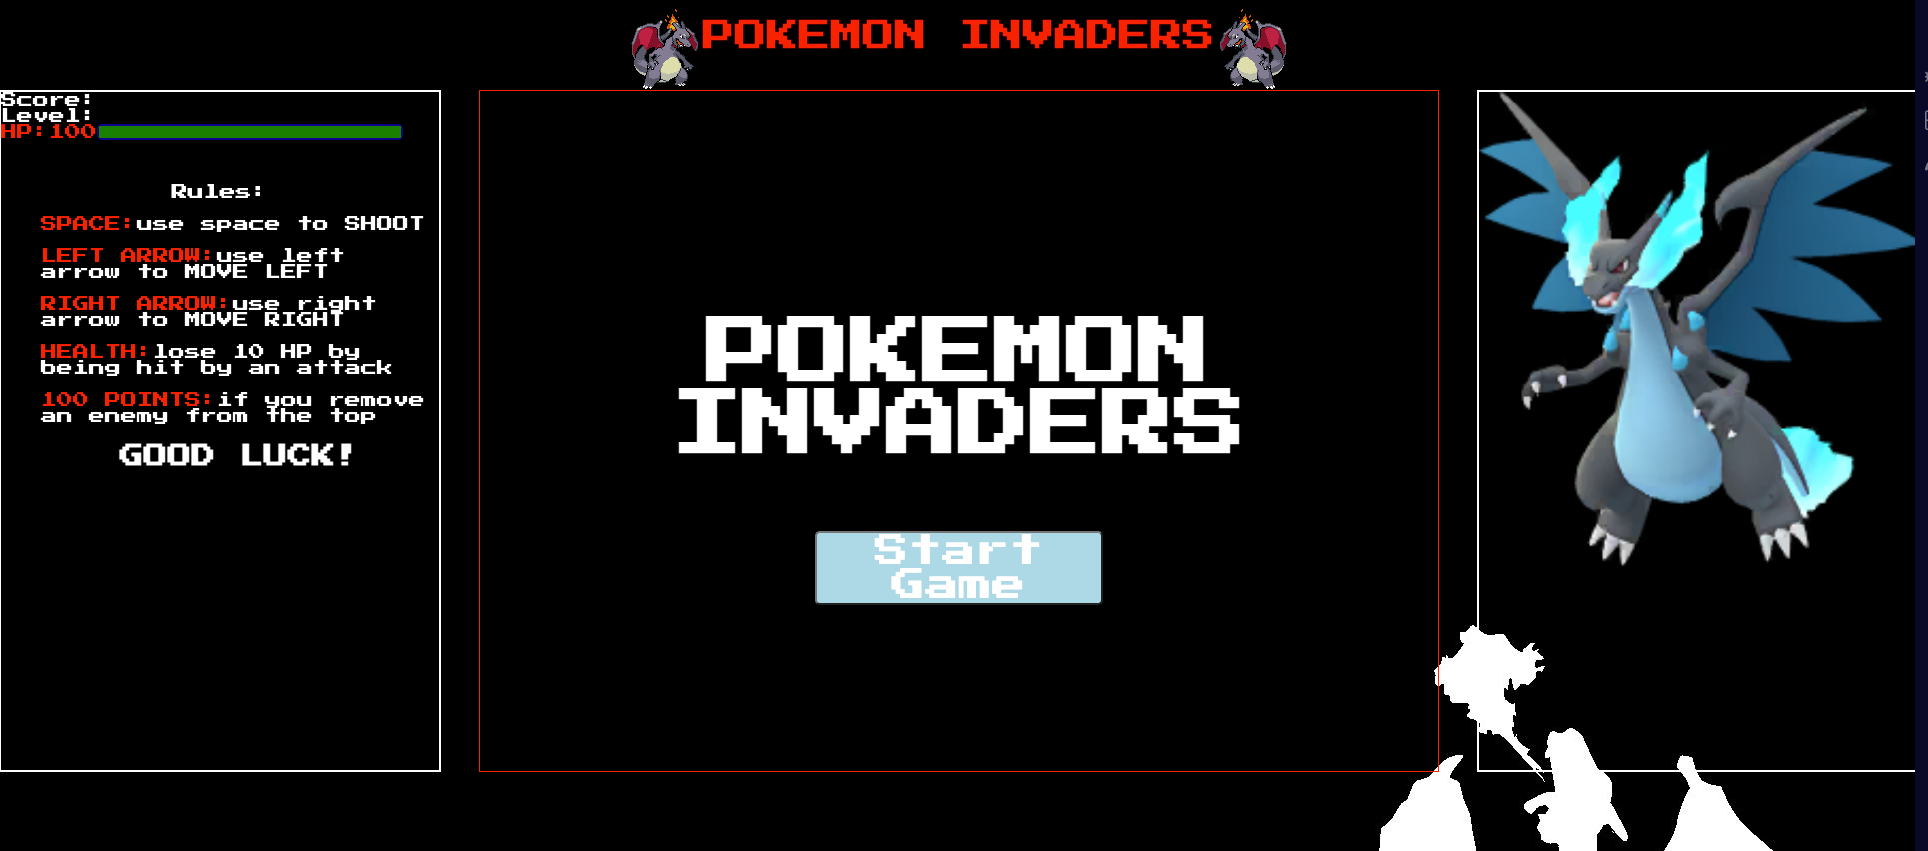 POKEMON INVADERS
Score:
Level:
HP:100
Rules:
SPACE:use space to SHOOT
LEFT ARROW:use left
arrow to MOVE LEFT
RIGHT ARROW:use right
arrow to MOVE RIGHT
HEALTH:lose 10 HP by
being hit by an attack
100 POINTS:if you remove
an enemy from the top
GOOD LUCK!
POKEMON
INVADERS
Start
Game